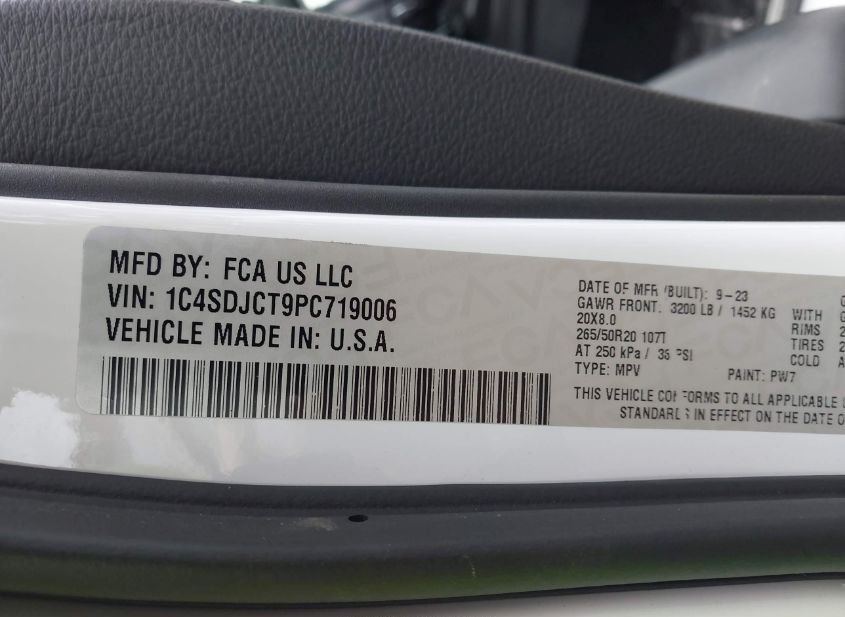 MFD BY: FCA US LLC
VIN: 1C4SDJCT9PC719006
VEHICLE MADE IN: U.S.A.
DATE OF MFR (BUILT): 9-23
GAWR FRONT. 3200 LB / 1452 KG WITH
20X8.0 RIMS
265/50R20 107T TIRES
AT 250 kPa / 36 PSI COLD
TYPE: MPV PAINT: PW7
THIS VEHICLE CONFORMS TO ALL APPLICABLE
STANDARDS IN EFFECT ON THE DATE